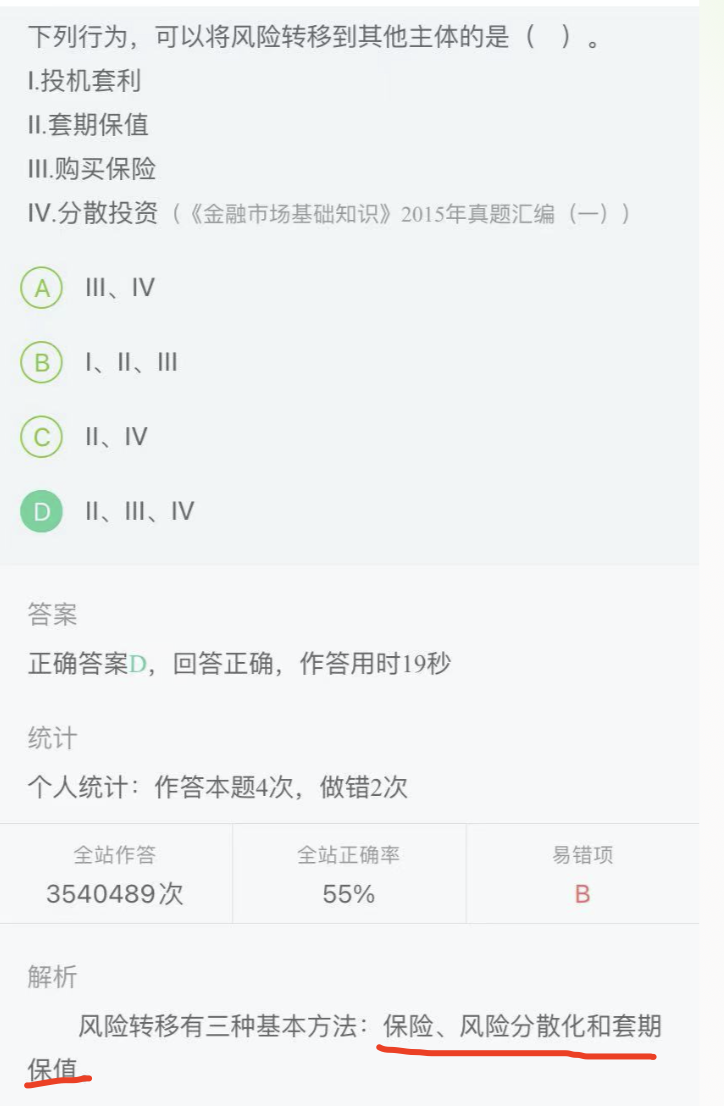 下列行为，可以将风险转移到其他主体的是（ ）。
I.投机套利
II.套期保值
III.购买保险
IV.分散投资（《金融市场基础知识》2015年真题汇编（一））
A III、IV
B I、II、III
C II、IV
D II、III、IV
答案
正确答案D，回答正确，作答用时19秒
统计
个人统计：作答本题4次，做错2次
全站作答 全站正确率 易错项
3540489次 55% B
解析
风险转移有三种基本方法：保险、风险分散化和套期
保值